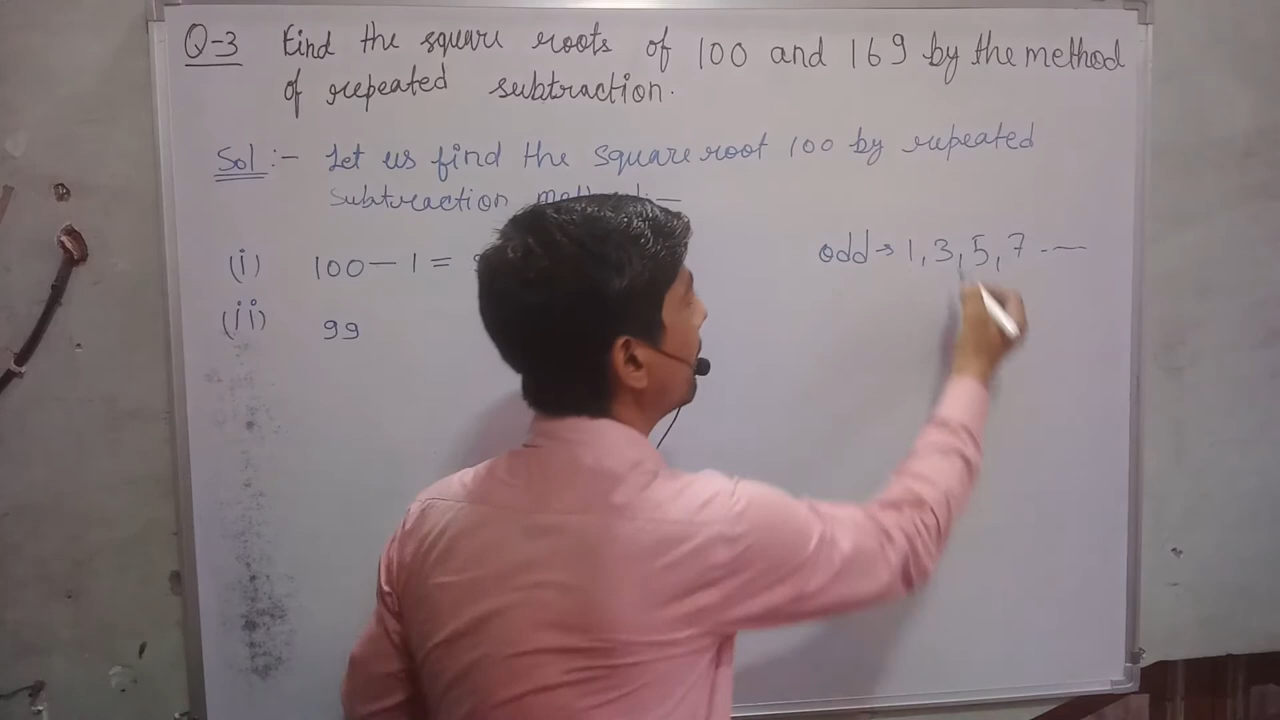 Q-3 Find the square roots of 100 and 169 by the method
of repeated subtraction.
Sol :- Let us find the square root 100 by repeated
subtraction
(i) 100 - 1 =
odd → 1, 3, 5, 7 ----
(ii) 99